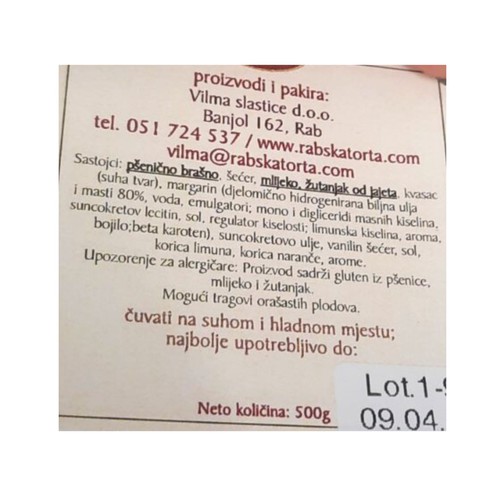 proizvodi i pakira:
Vilma slastice d.o.o.
Banjol 162, Rab
tel. 051 724 537 / www.rabskatorta.com
vilma@rabskatorta.com
Sastojci: pšenično brašno, šećer, mlijeko, žutanjak od jajeta, kvasac
(suha tvar), margarin (djelomično hidrogenirana biljna ulja
i masti 80%, voda, emulgatori; mono i digliceridi masnih kiselina,
suncokretov lecitin, sol, regulator kiselosti; limunska kiselina, aroma,
bojilo;beta karoten), suncokretovo ulje, vanilin šećer, sol,
korica limuna, korica naranče, arome.
Upozorenje za alergičare: Proizvod sadrži gluten iz pšenice,
mlijeko i žutanjak.
Mogući tragovi orašastih plodova.
čuvati na suhom i hladnom mjestu;
najbolje upotrebljivo do:
Lot.1-
Neto količina: 500g
09.04.